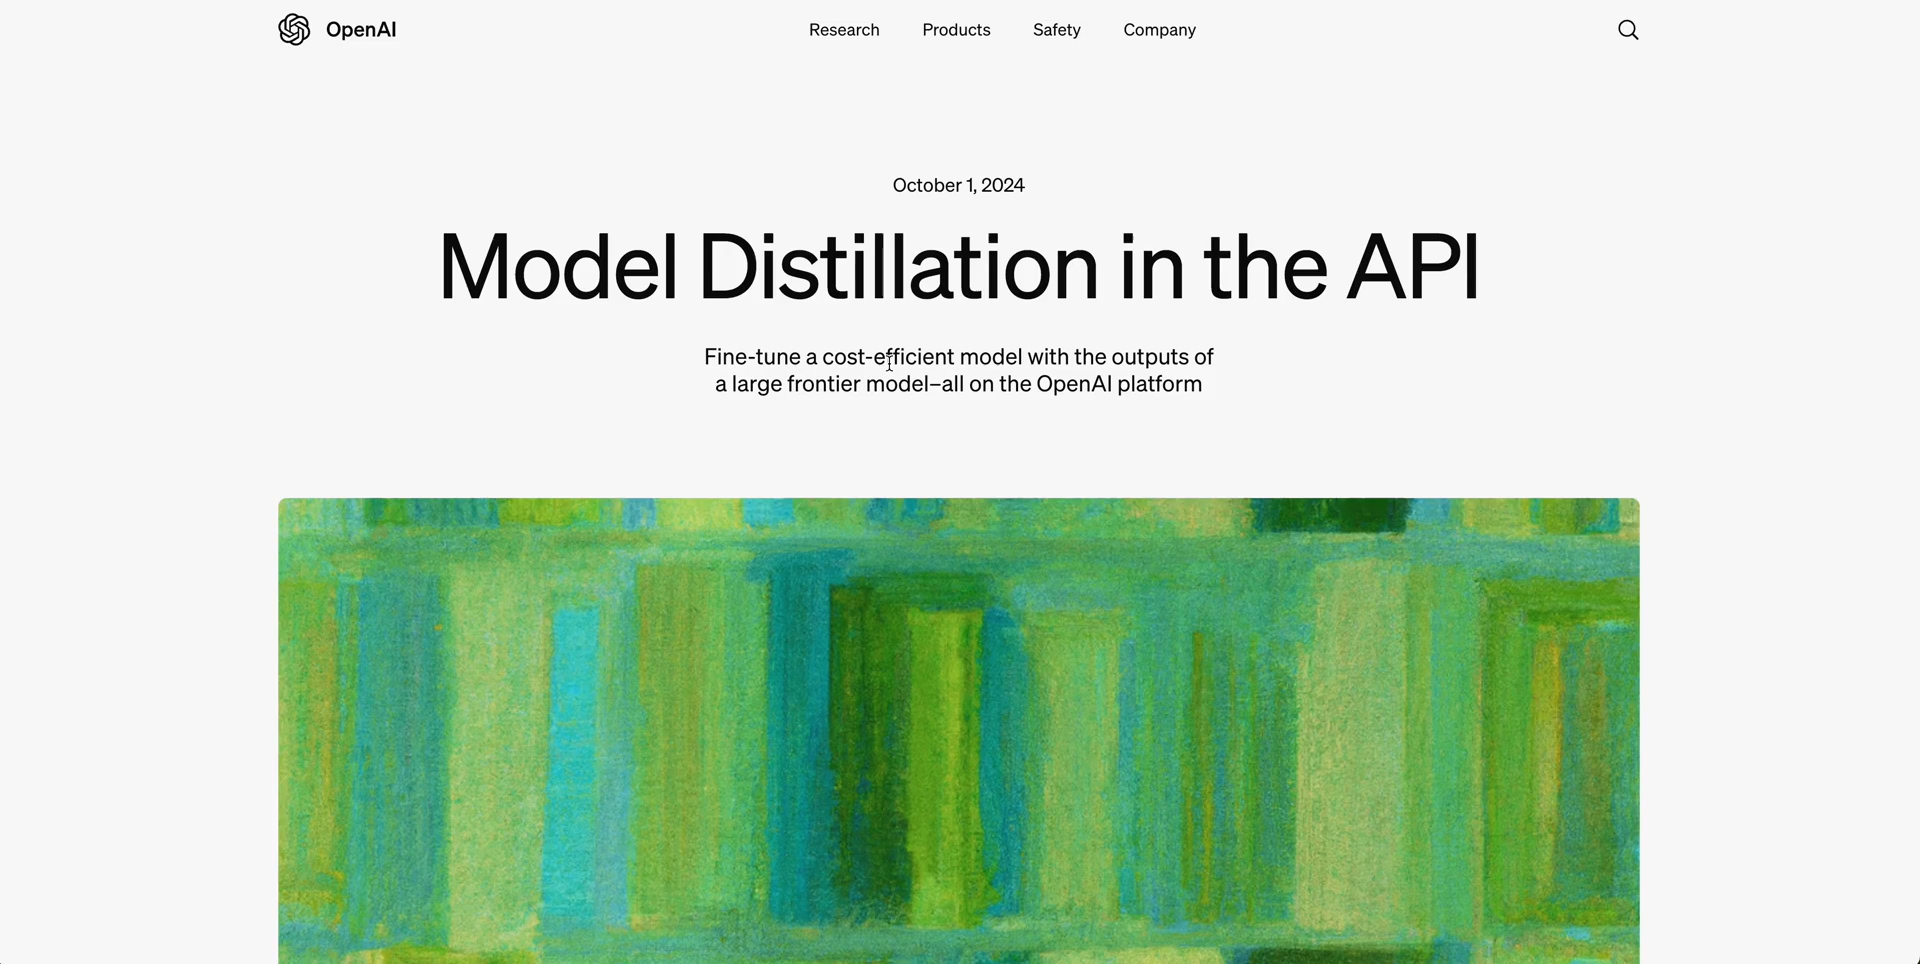 OpenAI
Research Products Safety Company
October 1, 2024
Model Distillation in the API
Fine-tune a cost-efficient model with the outputs of
a large frontier model–all on the OpenAI platform